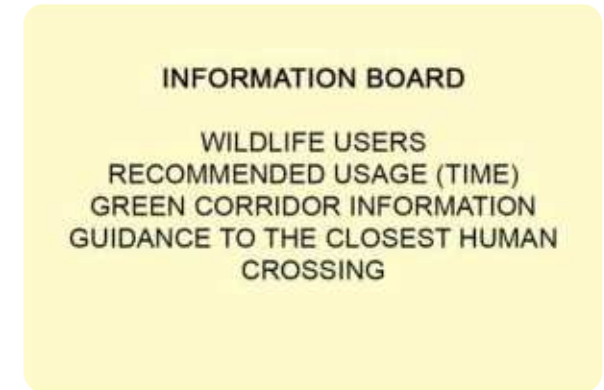 INFORMATION BOARD
WILDLIFE USERS
RECOMMENDED USAGE (TIME)
GREEN CORRIDOR INFORMATION
GUIDANCE TO THE CLOSEST HUMAN
CROSSING